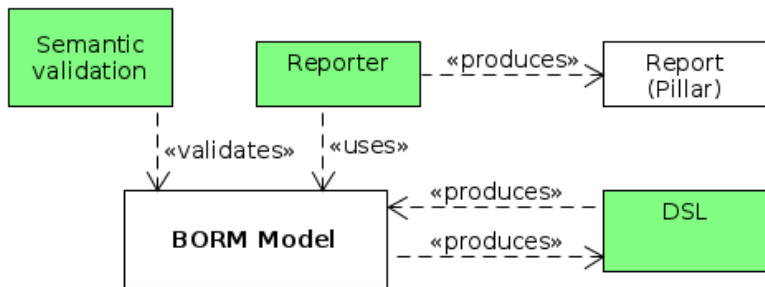 Semantic
validation
Reporter
«produces»
Report
(Pillar)
«validates»
«uses»
BORM Model
«produces»
«produces»
DSL